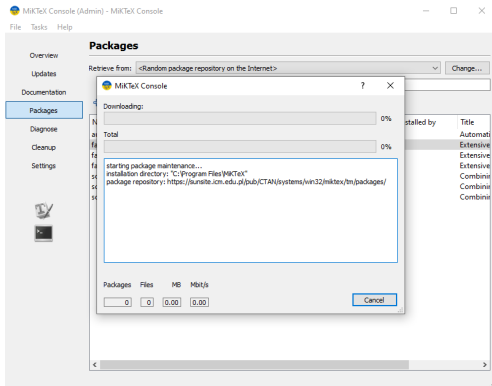 MiKTeX Console (Admin) - MiKTeX Console
File Tasks Help
Overview
Updates
Documentation
Packages
Diagnose
Cleanup
Settings
Packages
Retrieve from: <Random package repository on the Internet>
Change...
stalled by
Title
Automati
Extensive
Extensive
Extensive
Combinin
Combinin
Combinin
MiKTeX Console
Downloading:
0%
Total
0%
starting package maintenance...
installation directory: "C:\Program Files\MiKTeX"
package repository: https://sunsite.icm.edu.pl/pub/CTAN/systems/win32/miktex/tm/packages/
Packages Files MB Mbit/s
0 0 0.00 0.00
Cancel